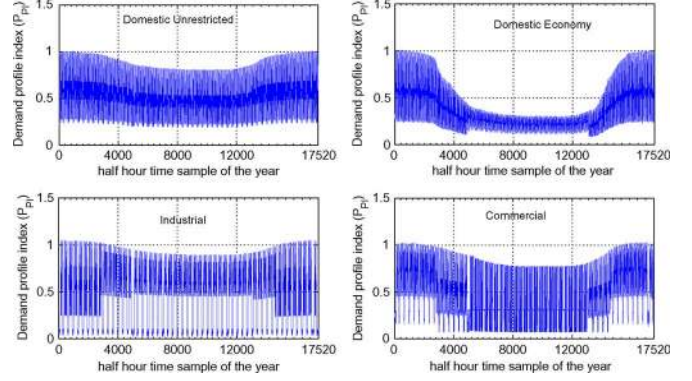 Domestic Unrestricted
Demand profile index (P_PI)
1.5
1
0.5
0
0 4000 8000 12000 17520
half hour time sample of the year
Domestic Economy
Demand profile index (P_PI)
1.5
1
0.5
0
0 4000 8000 12000 17520
half hour time sample of the year
Industrial
Demand profile index (P_PI)
1.5
1
0.5
0
0 4000 8000 12000 17520
half hour time sample of the year
Commercial
Demand profile index (P_PI)
1.5
1
0.5
0
0 4000 8000 12000 17520
half hour time sample of the year